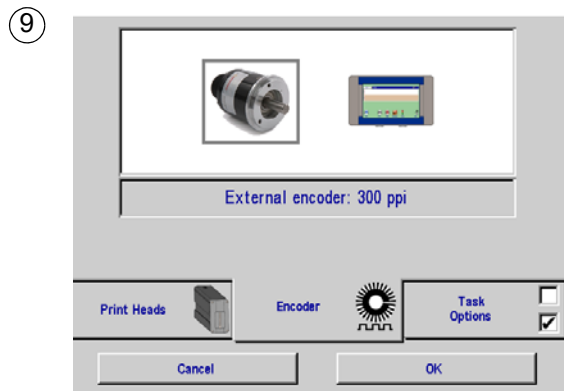 9
External encoder: 300 ppi
Print Heads
Encoder
Task
Options
Cancel
OK